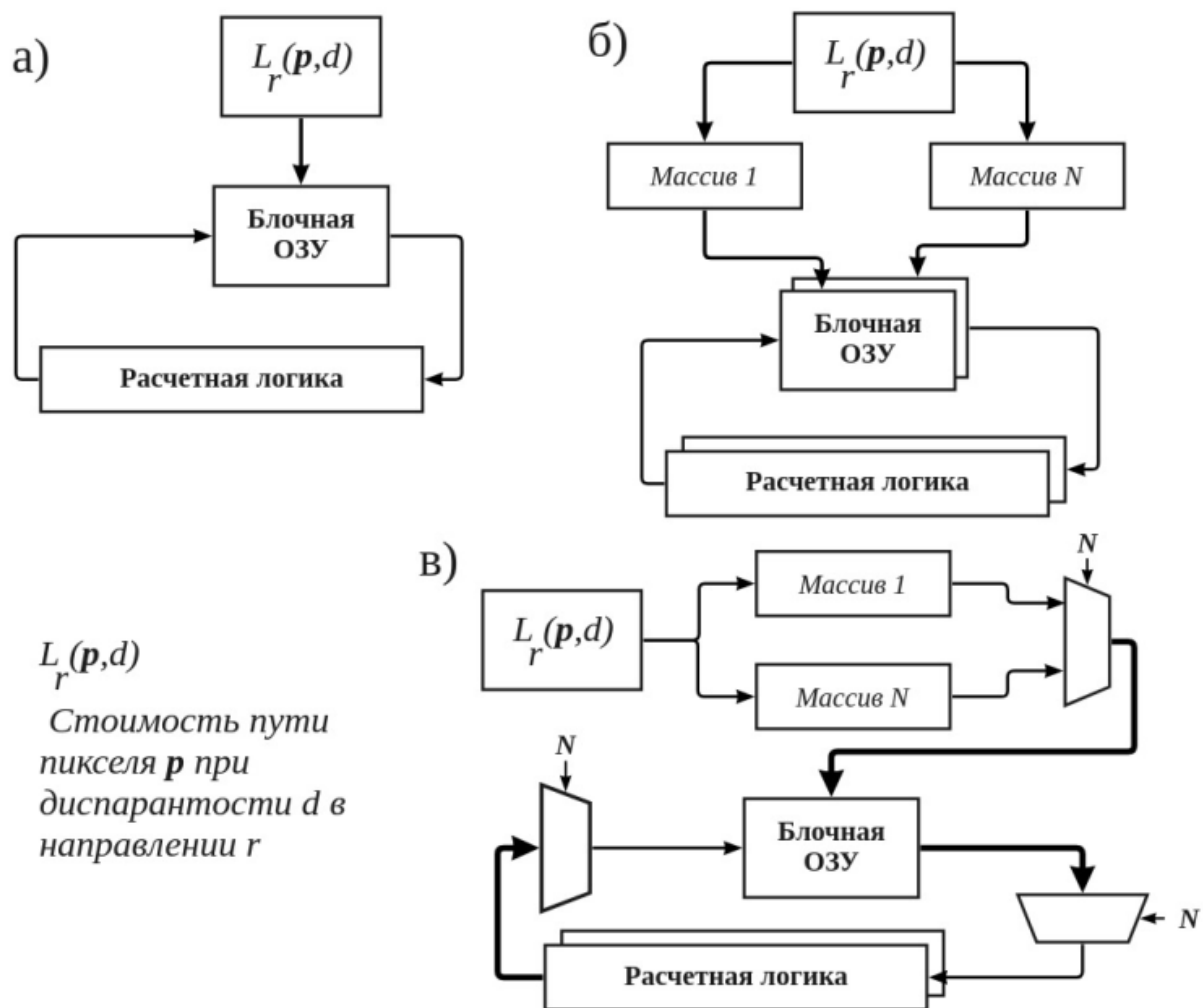 а)
L_r(p,d)
Блочная
ОЗУ
Расчетная логика
б)
L_r(p,d)
Массив 1
Массив N
Блочная
ОЗУ
Расчетная логика
в)
L_r(p,d)
Массив 1
Массив N
N
N
Блочная
ОЗУ
N
Расчетная логика
L_r(p,d)
Стоимость пути
пикселя p при
диспарантости d в
направлении r